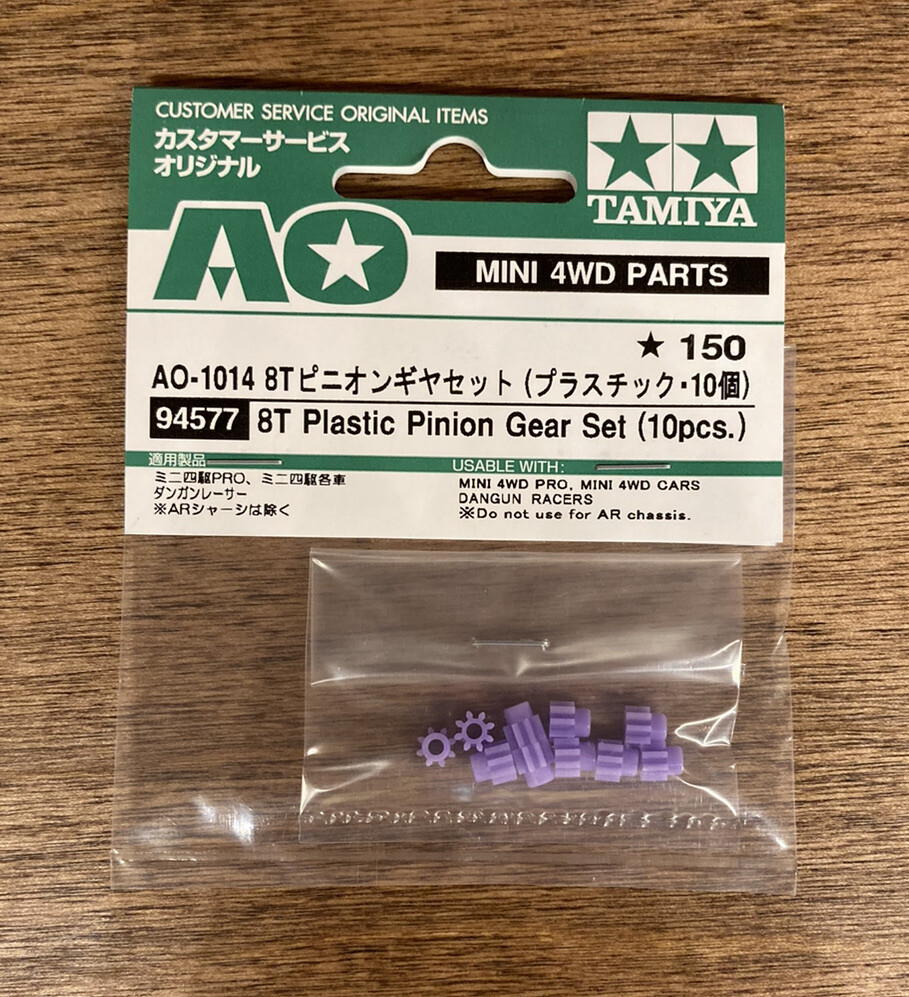 CUSTOMER SERVICE ORIGINAL ITEMS
カスタマーサービス
オリジナル
TAMIYA
AO
MINI 4WD PARTS
★ 150
AO-1014 8Tピニオンギヤセット (プラスチック・10個)
94577 8T Plastic Pinion Gear Set (10pcs.)
適用製品
ミニ四駆PRO、ミニ四駆各車
ダンガンレーサー
※ARシャーシは除く
USABLE WITH:
MINI 4WD PRO, MINI 4WD CARS
DANGUN RACERS
※Do not use for AR chassis.